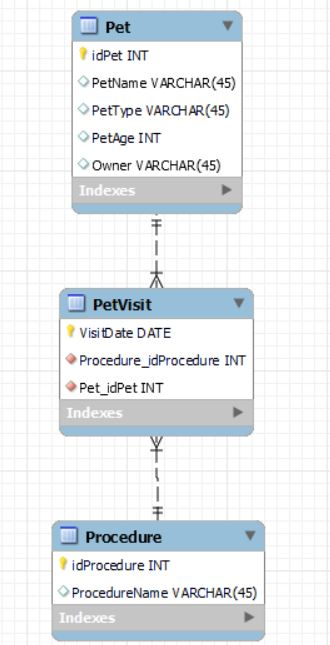 Pet
idPet INT
PetName VARCHAR(45)
PetType VARCHAR(45)
PetAge INT
Owner VARCHAR(45)
Indexes
PetVisit
VisitDate DATE
Procedure_idProcedure INT
Pet_idPet INT
Indexes
Procedure
idProcedure INT
ProcedureName VARCHAR(45)
Indexes